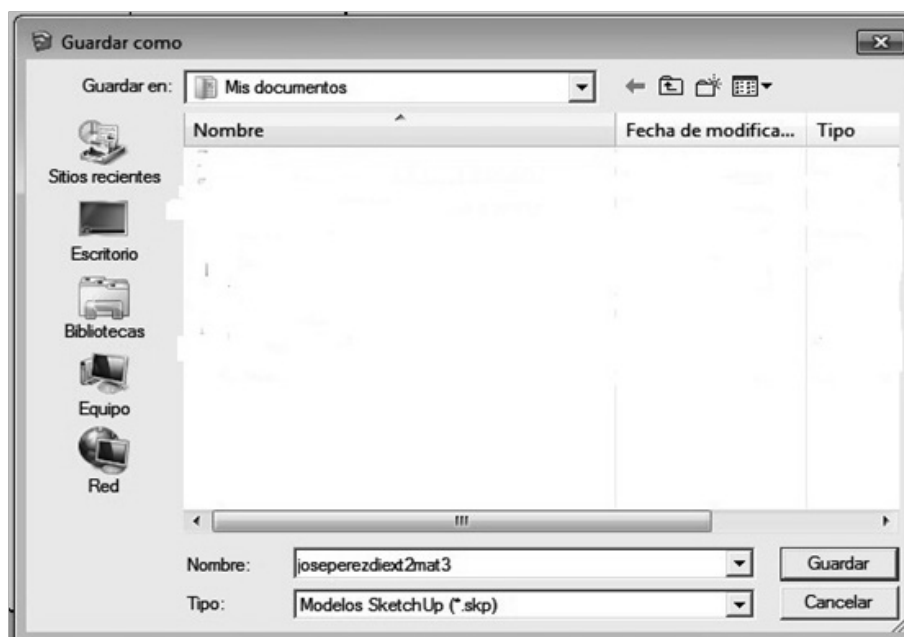 Guardar como
Guardar en: Mis documentos
Nombre Fecha de modifica... Tipo
Sitios recientes
Escritorio
Bibliotecas
Equipo
Red
Nombre: joseperezdiext2mat3 Guardar
Tipo: Modelos SketchUp (*.skp) Cancelar